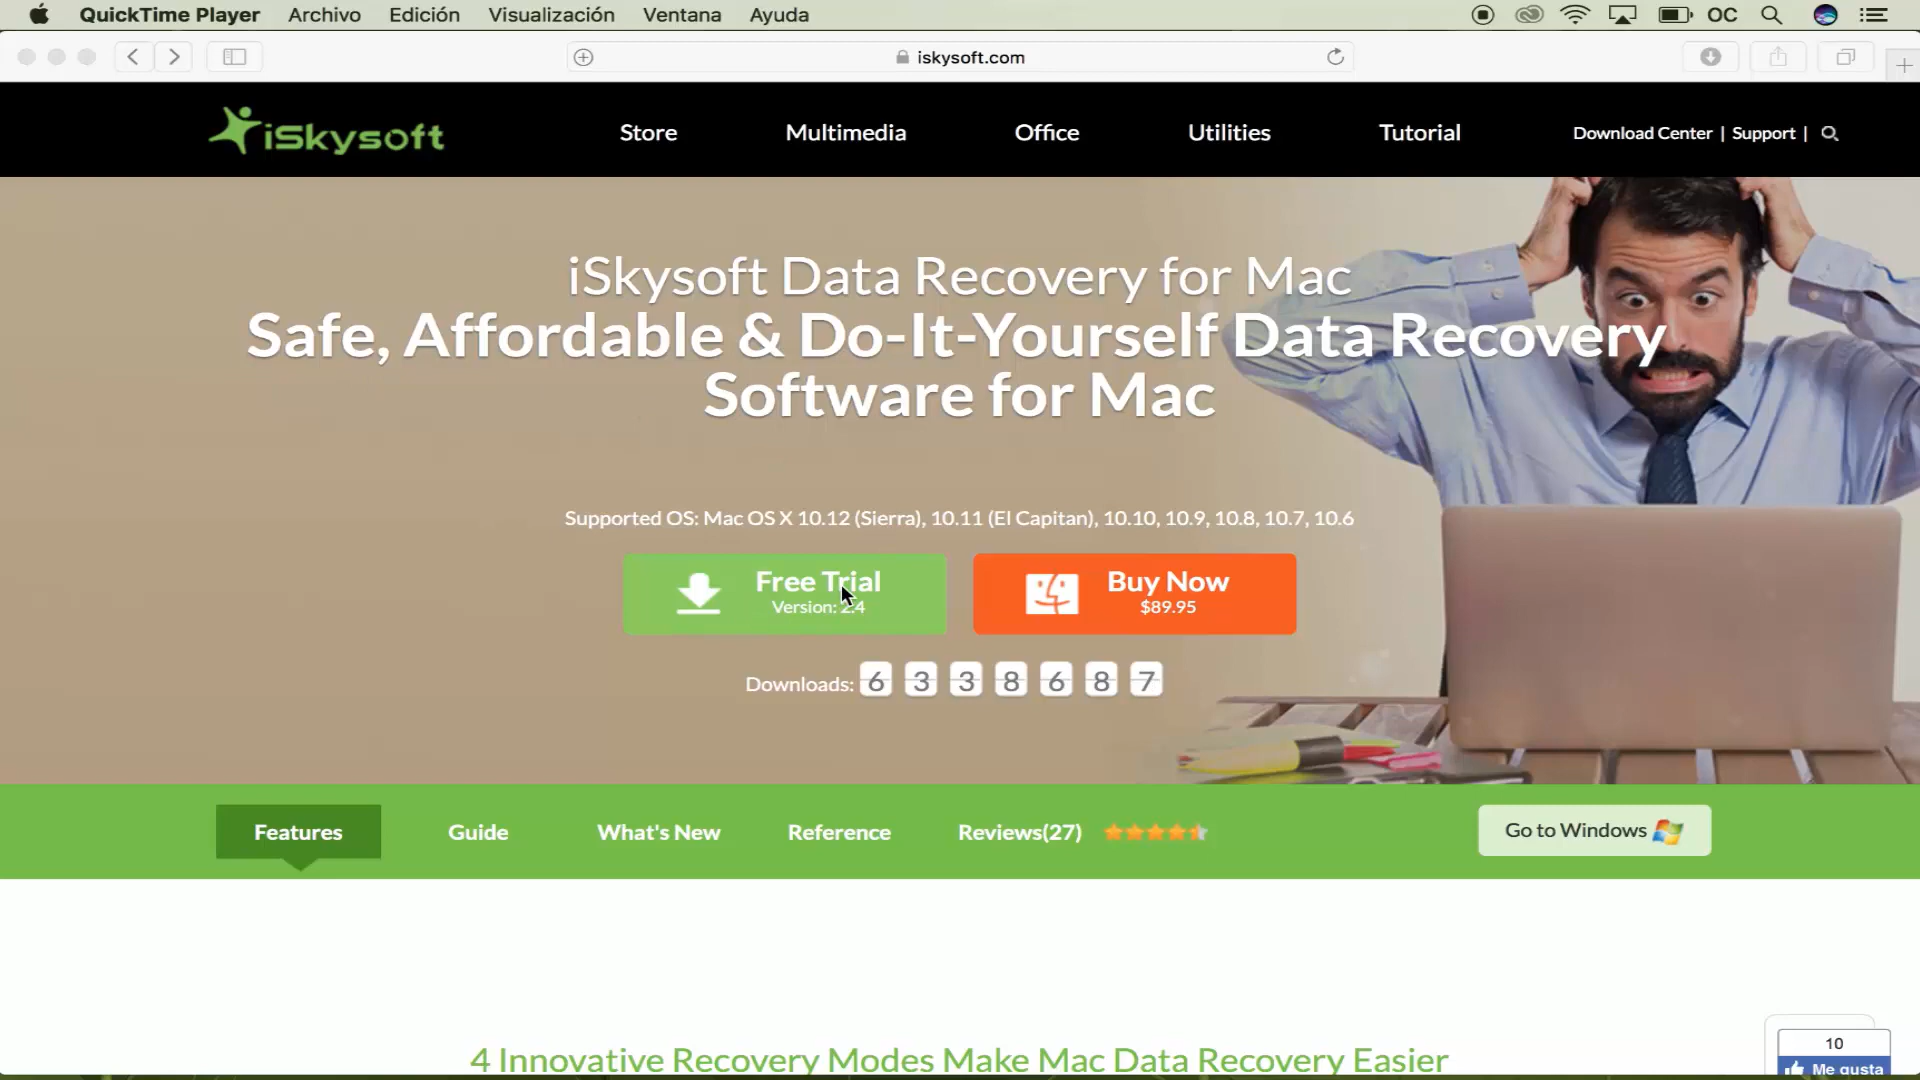 QuickTime Player Archivo Edición Visualización Ventana Ayuda OC
iskysoft.com
iSkysoft Store Multimedia Office Utilities Tutorial Download Center | Support |
iSkysoft Data Recovery for Mac
Safe, Affordable & Do-It-Yourself Data Recovery
Software for Mac
Supported OS: Mac OS X 10.12 (Sierra), 10.11 (El Capitan), 10.10, 10.9, 10.8, 10.7, 10.6
Free Trial
Version: 2.4
Buy Now
$89.95
Downloads: 6 3 3 8 6 8 7
Features Guide What's New Reference Reviews(27) Go to Windows
4 Innovative Recovery Modes Make Mac Data Recovery Easier
10
Me gusta